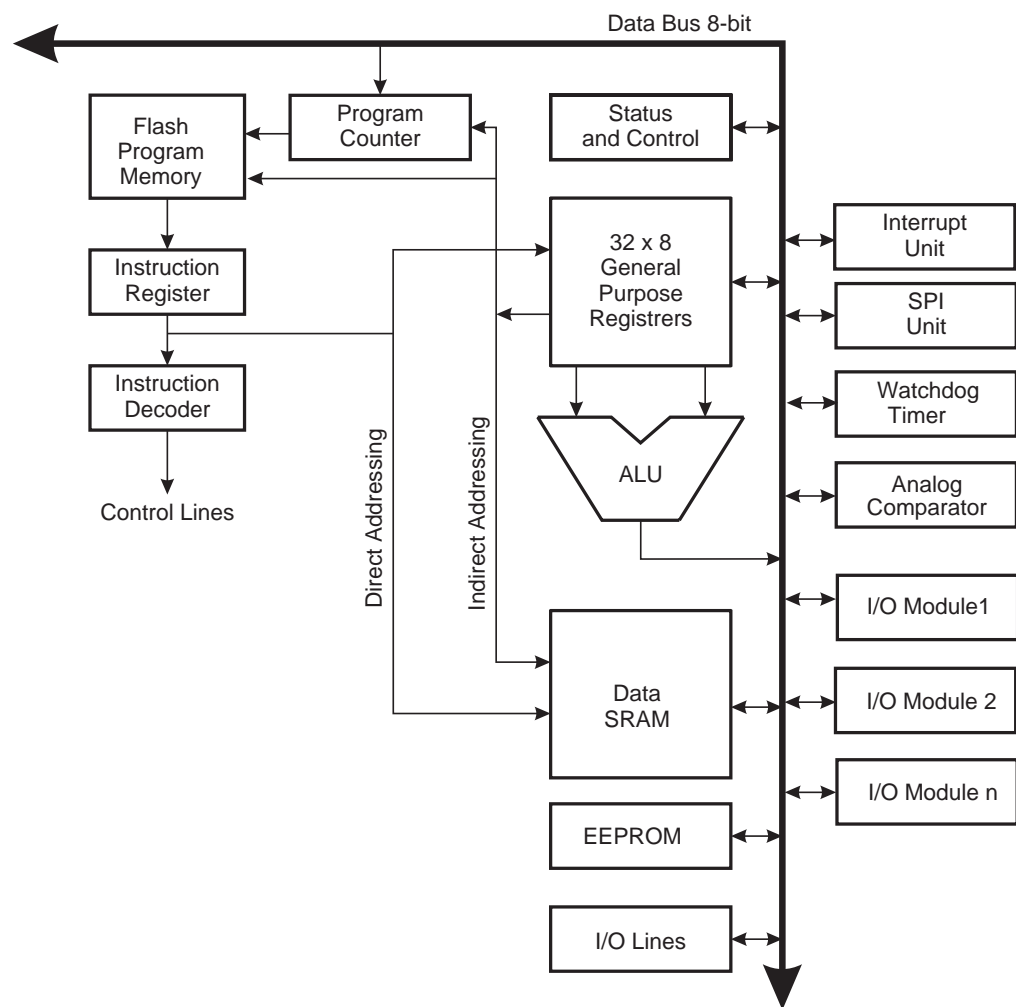 Data Bus 8-bit
Flash
Program
Memory
Program
Counter
Status
and Control
Interrupt
Unit
32 x 8
General
Purpose
Registrers
Instruction
Register
SPI
Unit
Instruction
Decoder
Watchdog
Timer
ALU
Analog
Comparator
Control Lines
Direct Addressing
Indirect Addressing
I/O Module1
Data
SRAM
I/O Module 2
I/O Module n
EEPROM
I/O Lines